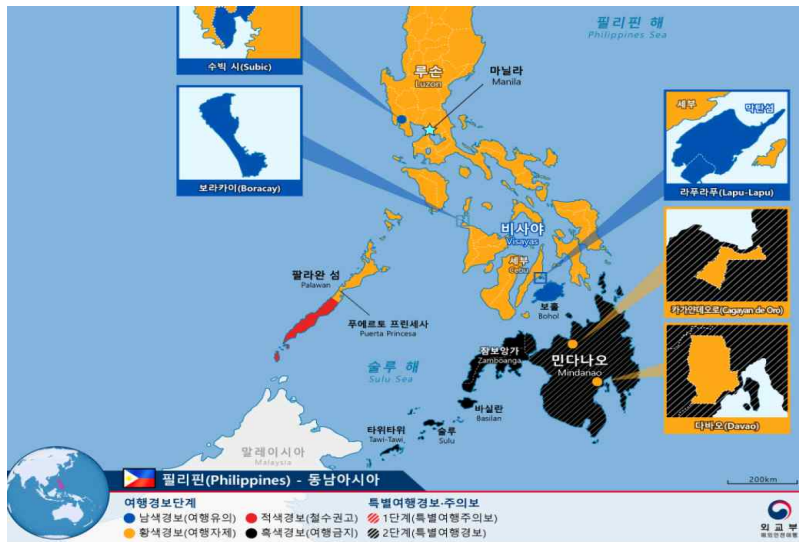 필리핀 해
Philippines Sea
수빅 시(Subic)
루손
Luzon
마닐라
Manila
보라카이(Boracay)
세부
막탄섬
라푸라푸(Lapu-Lapu)
비사야
Visayas
세부
Cebu
팔라완 섬
Palawan
보홀
Bohol
푸에르토 프린세사
Puerta Princesa
카가얀데오로(Cagayan de Oro)
잠보앙가
Zamboanga
민다나오
Mindanao
술루 해
Sulu Sea
바실란
Basilan
타위타위
Tawi-Tawi
술루
Sulu
다바오(Davao)
말레이시아
Malaysia
200km
필리핀(Philippines) - 동남아시아
여행경보단계
특별여행경보·주의보
남색경보(여행유의)
적색경보(철수권고)
1단계(특별여행주의보)
황색경보(여행자제)
흑색경보(여행금지)
2단계(특별여행경보)
외교부
해외안전여행